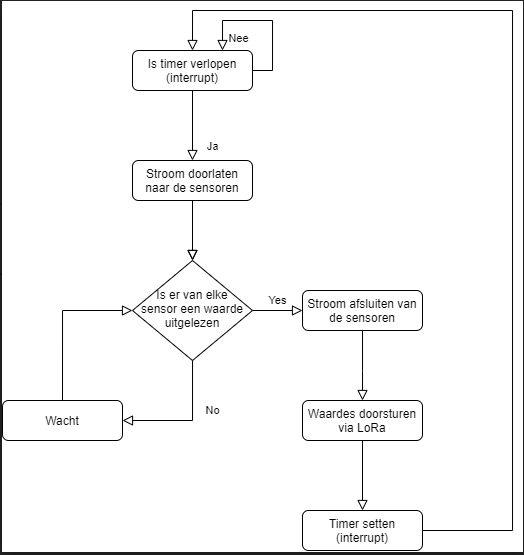 Nee
Is timer verlopen
(interrupt)
Ja
Stroom doorlaten
naar de sensoren
Is er van elke
sensor een waarde
uitgelezen
Yes
Stroom afsluiten van
de sensoren
No
Wacht
Waardes doorsturen
via LoRa
Timer setten
(interrupt)